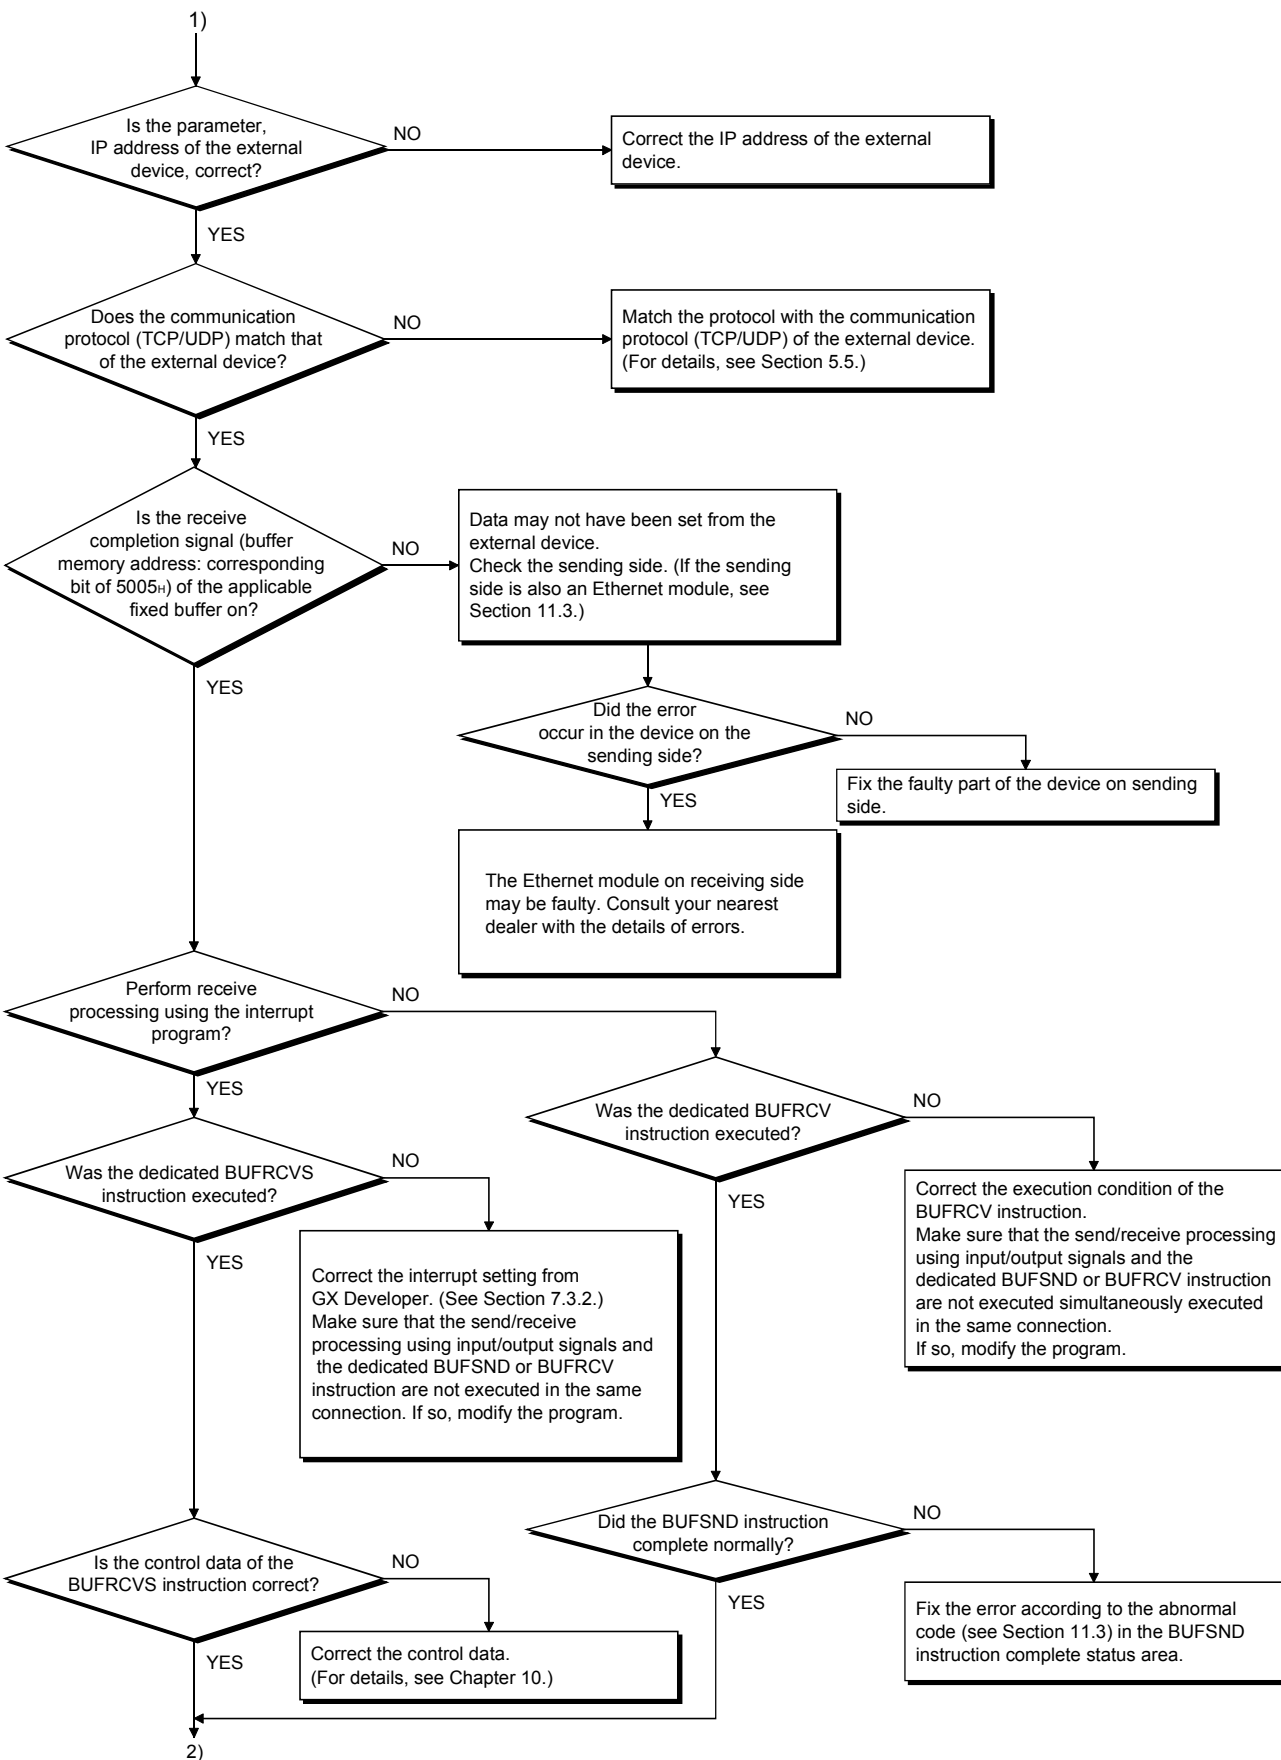 1)
Is the parameter,
IP address of the external
device, correct?
NO
Correct the IP address of the external
device.
YES
Does the communication
protocol (TCP/UDP) match that
of the external device?
NO
Match the protocol with the communication
protocol (TCP/UDP) of the external device.
(For details, see Section 5.5.)
YES
Is the receive
completion signal (buffer
memory address: corresponding
bit of 5005H) of the applicable
fixed buffer on?
NO
Data may not have been set from the
external device.
Check the sending side. (If the sending
side is also an Ethernet module, see
Section 11.3.)
YES
Did the error
occur in the device on the
sending side?
NO
Fix the faulty part of the device on sending
side.
YES
The Ethernet module on receiving side
may be faulty. Consult your nearest
dealer with the details of errors.
Perform receive
processing using the interrupt
program?
NO
YES
Was the dedicated BUFRCV
instruction executed?
NO
Correct the execution condition of the
BUFRCV instruction.
Make sure that the send/receive processing
using input/output signals and the
dedicated BUFSND or BUFRCV instruction
are not executed simultaneously executed
in the same connection.
If so, modify the program.
YES
Was the dedicated BUFRCVS
instruction executed?
NO
Correct the interrupt setting from
GX Developer. (See Section 7.3.2.)
Make sure that the send/receive
processing using input/output signals and
the dedicated BUFSND or BUFRCV
instruction are not executed in the same
connection. If so, modify the program.
YES
Did the BUFSND instruction
complete normally?
NO
Fix the error according to the abnormal
code (see Section 11.3) in the BUFSND
instruction complete status area.
YES
Is the control data of the
BUFRCVS instruction correct?
NO
Correct the control data.
(For details, see Chapter 10.)
YES
2)